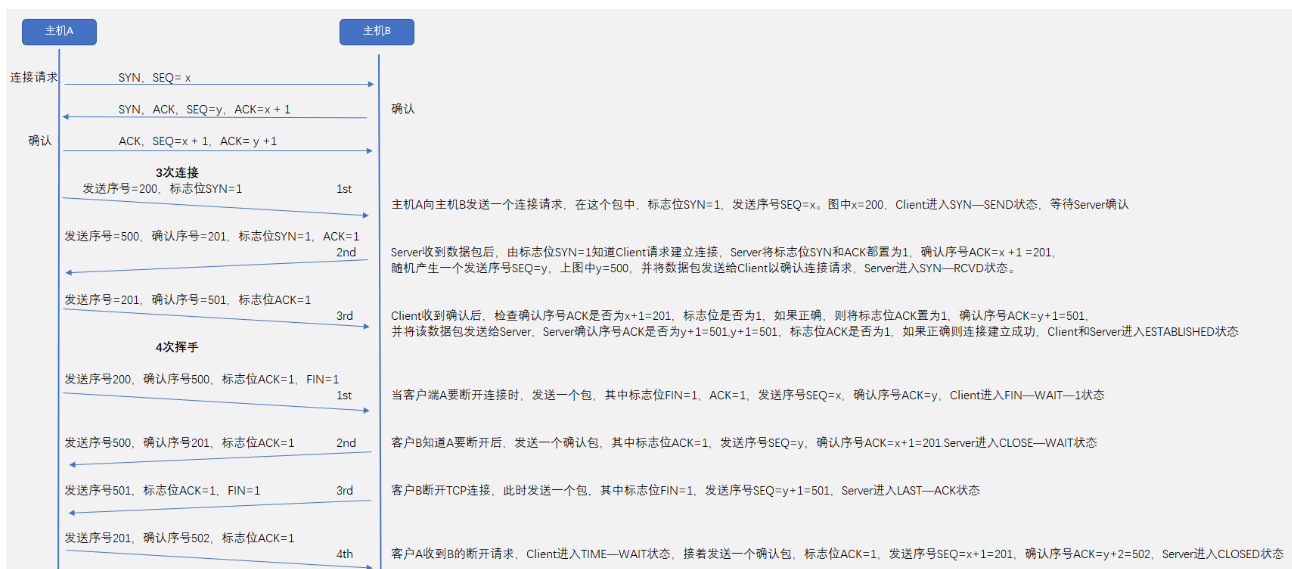 主机A
主机B
连接请求
SYN，SEQ= x
SYN，ACK，SEQ=y，ACK=x + 1
确认
确认
ACK，SEQ=x + 1，ACK= y +1
3次连接
发送序号=200，标志位SYN=1
1st
主机A向主机B发送一个连接请求，在这个包中，标志位SYN=1，发送序号SEQ=x。图中x=200，Client进入SYN—SEND状态，等待Server确认
发送序号=500，确认序号=201，标志位SYN=1，ACK=1
2nd
Server收到数据包后，由标志位SYN=1知道Client请求建立连接，Server将标志位SYN和ACK都置为1，确认序号ACK=x +1 =201，
随机产生一个发送序号SEQ=y，上图中y=500，并将数据包发送给Client以确认连接请求，Server进入SYN—RCVD状态。
发送序号=201，确认序号=501，标志位ACK=1
3rd
Client收到确认后，检查确认序号ACK是否为x+1=201，标志位是否为1，如果正确，则将标志位ACK置为1，确认序号ACK=y+1=501，
并将该数据包发送给Server，Server确认序号ACK是否为y+1=501,y+1=501，标志位ACK是否为1，如果正确则连接建立成功，Client和Server进入ESTABLISHED状态
4次挥手
发送序号200，确认序号500，标志位ACK=1，FIN=1
1st
当客户端A要断开连接时，发送一个包，其中标志位FIN=1，ACK=1，发送序号SEQ=x，确认序号ACK=y，Client进入FIN—WAIT—1状态
发送序号500，确认序号201，标志位ACK=1
2nd
客户B知道A要断开后，发送一个确认包，其中标志位ACK=1，发送序号SEQ=y，确认序号ACK=x+1=201.Server进入CLOSE—WAIT状态
发送序号501，标志位ACK=1，FIN=1
3rd
客户B断开TCP连接，此时发送一个包，其中标志位FIN=1，发送序号SEQ=y+1=501，Server进入LAST—ACK状态
发送序号201，确认序号502，标志位ACK=1
4th
客户A收到B的断开请求，Client进入TIME—WAIT状态，接着发送一个确认包，标志位ACK=1，发送序号SEQ=x+1=201，确认序号ACK=y+2=502，Server进入CLOSED状态